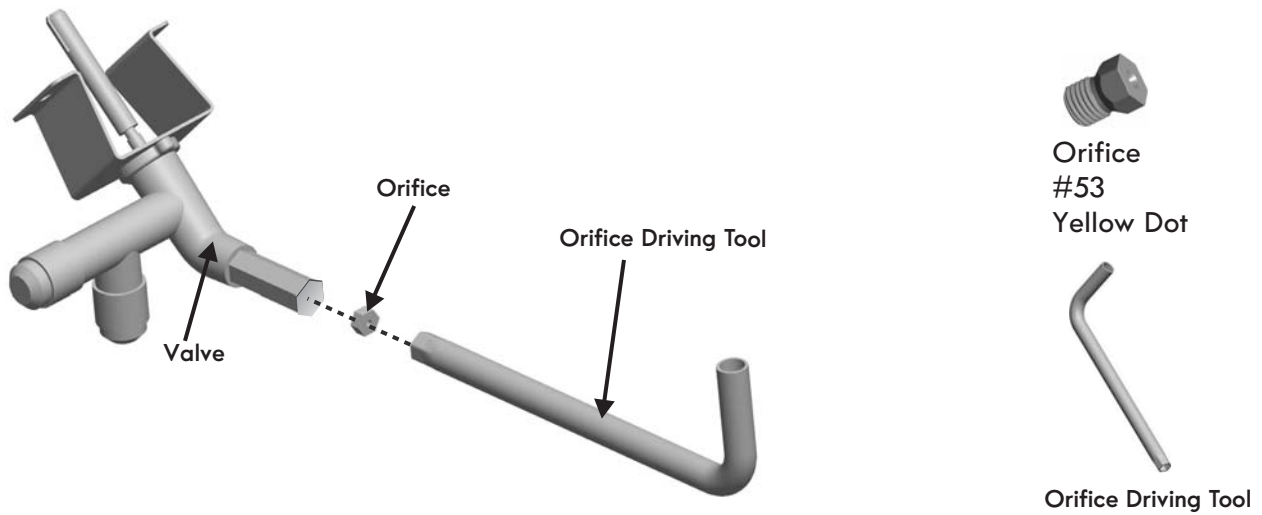 Orifice
Orifice Driving Tool
Valve
Orifice
#53
Yellow Dot
Orifice Driving Tool